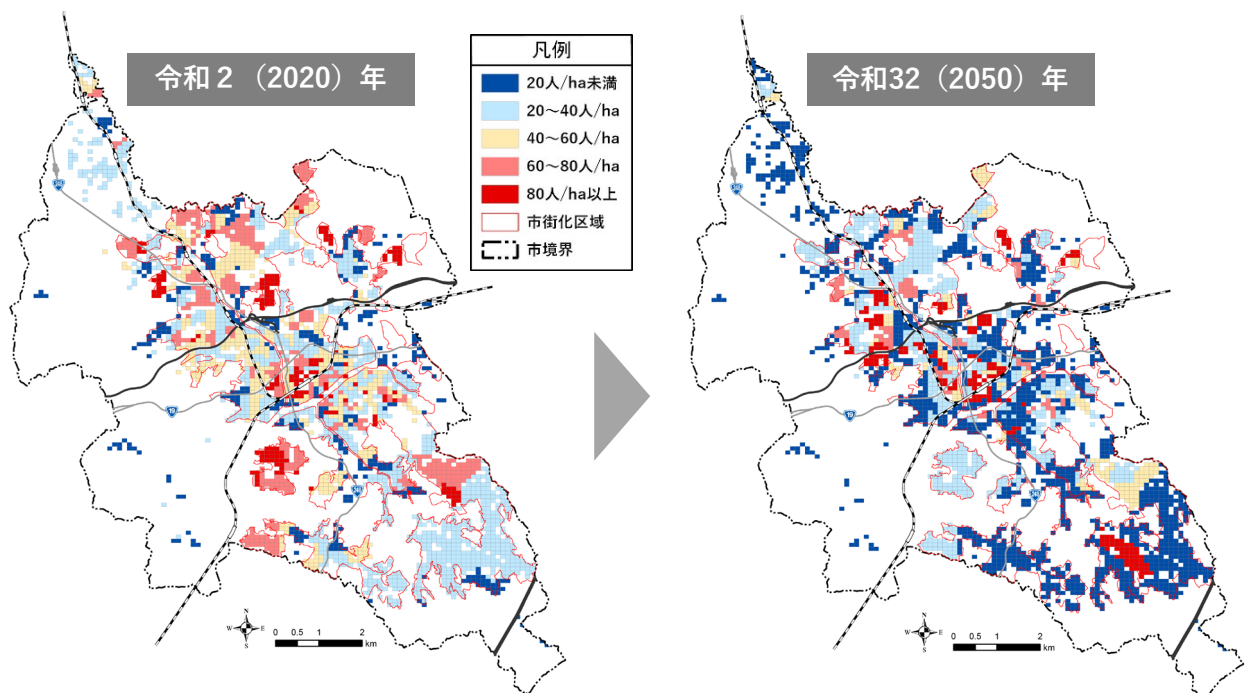 令和２（2020）年
凡例
20人/ha未満
20～40人/ha
40～60人/ha
60～80人/ha
80人/ha以上
市街化区域
市境界
令和32（2050）年
19
19
N
W E
S
0 0.5 1 2
km
N
W E
S
0 0.5 1 2
km